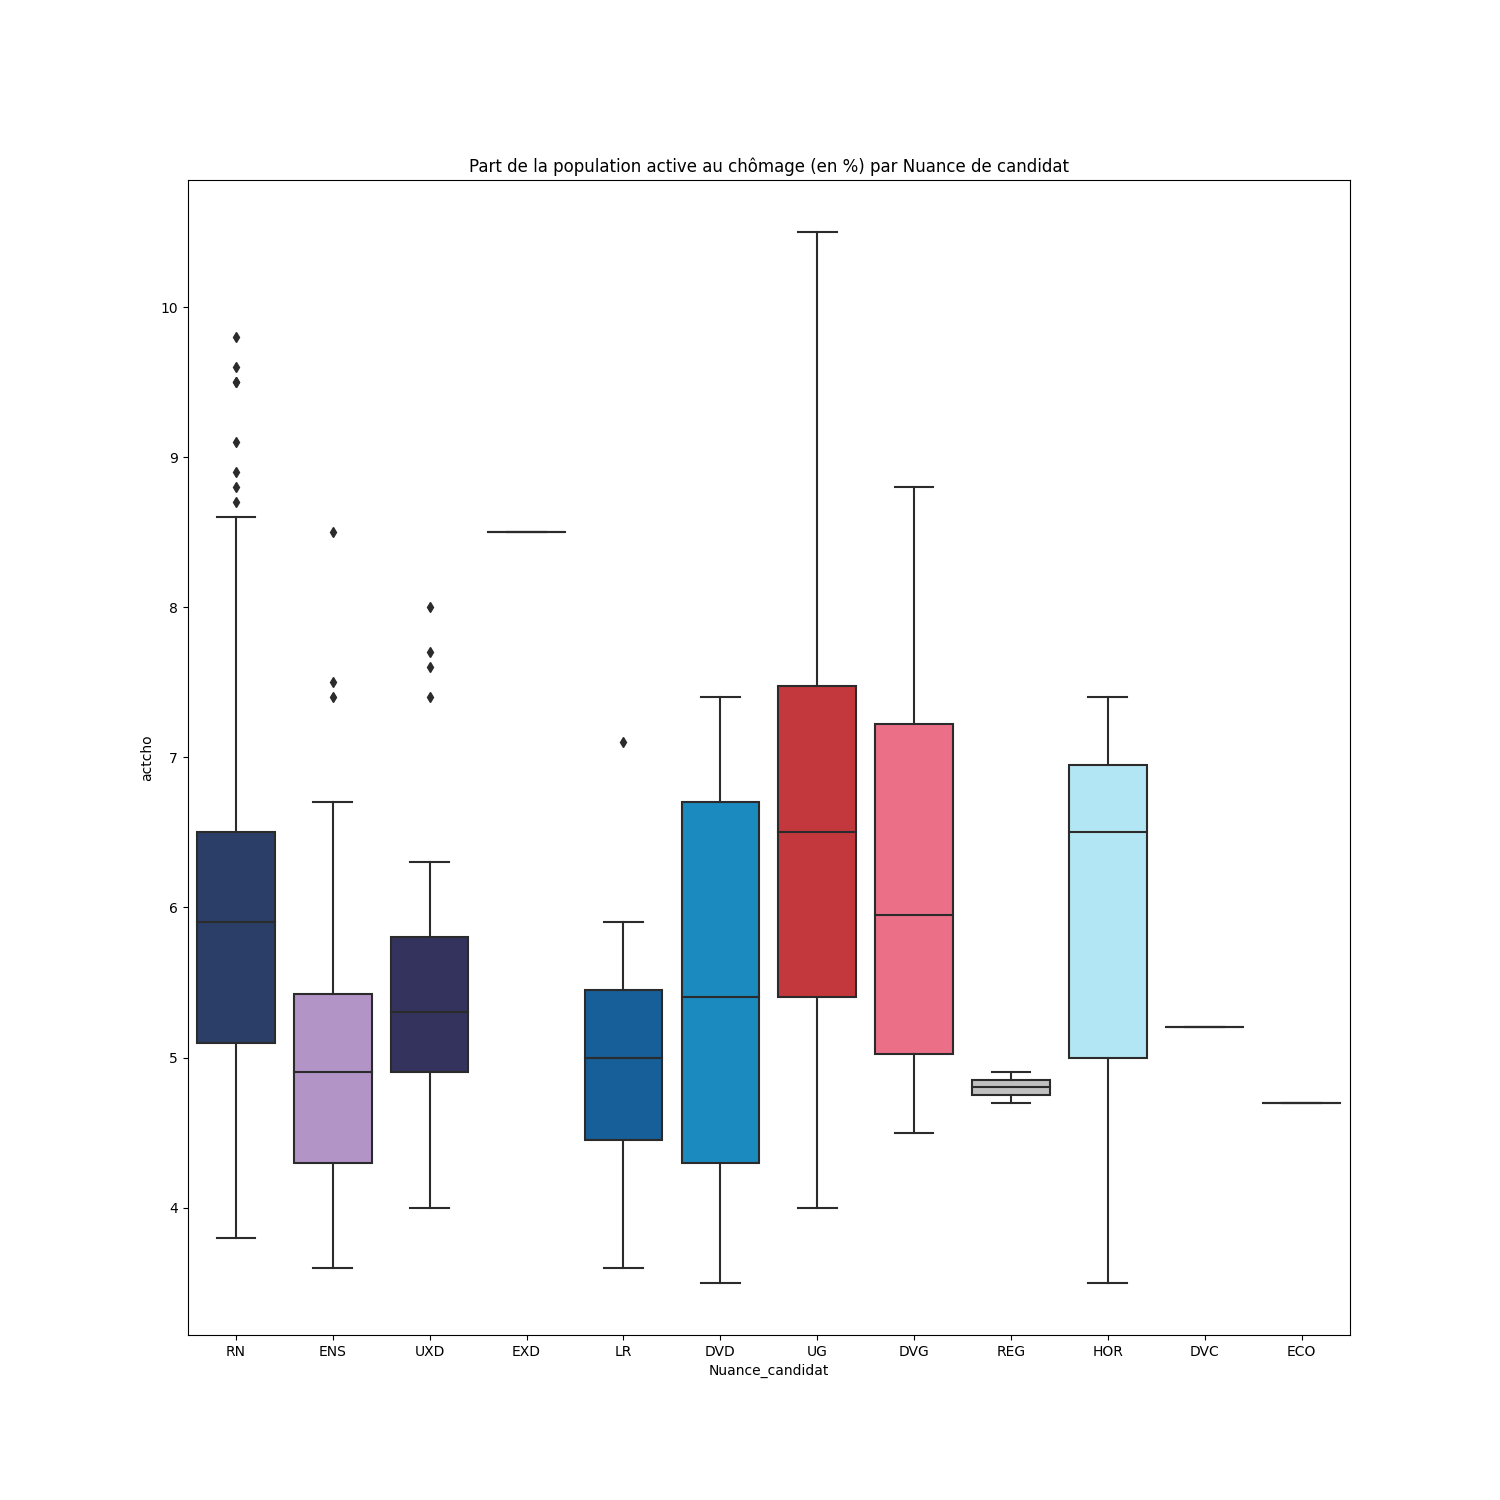 Part de la population active au chômage (en %) par Nuance de candidat
10
9
8
7
6
5
4
actcho
RN ENS UXD EXD LR DVD UG DVG REG HOR DVC ECO
Nuance_candidat